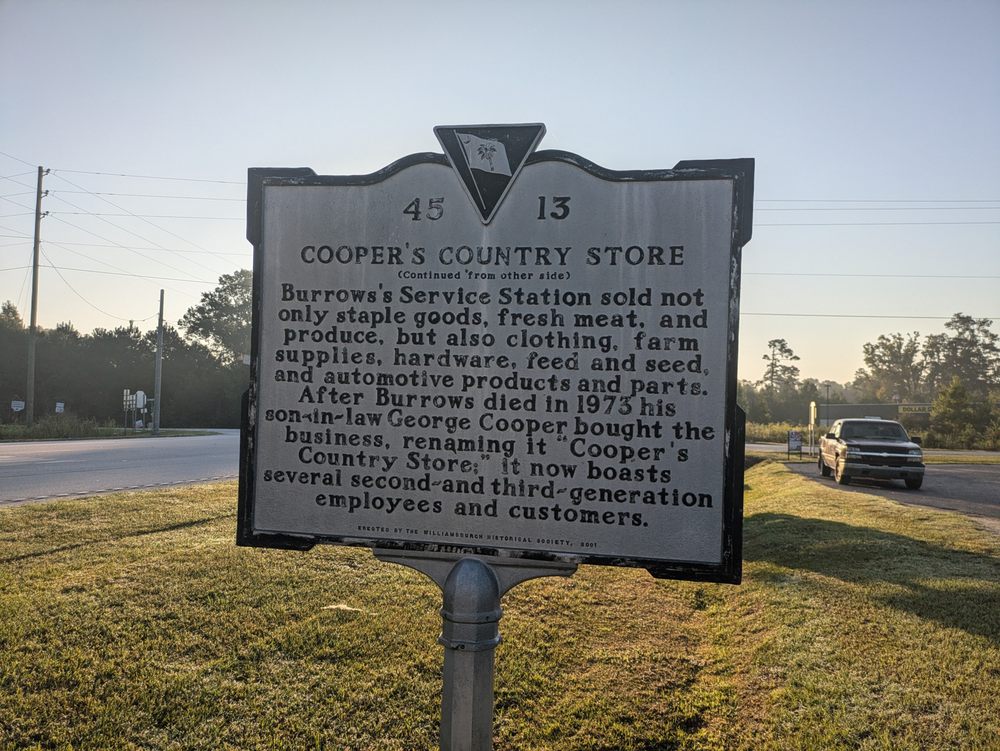 45 13
COOPER'S COUNTRY STORE
(Continued from other side)
Burrows's Service Station sold not
only staple goods, fresh meat, and
produce, but also clothing, farm
supplies, hardware, feed and seed,
and automotive products and parts.
After Burrows died in 1973 his
son-in-law George Cooper bought the
business, renaming it "Cooper's
Country Store;" it now boasts
several second-and third-generation
employees and customers.
ERECTED BY THE WILLIAMSBURGH HISTORICAL SOCIETY, 2001
DOLLAR